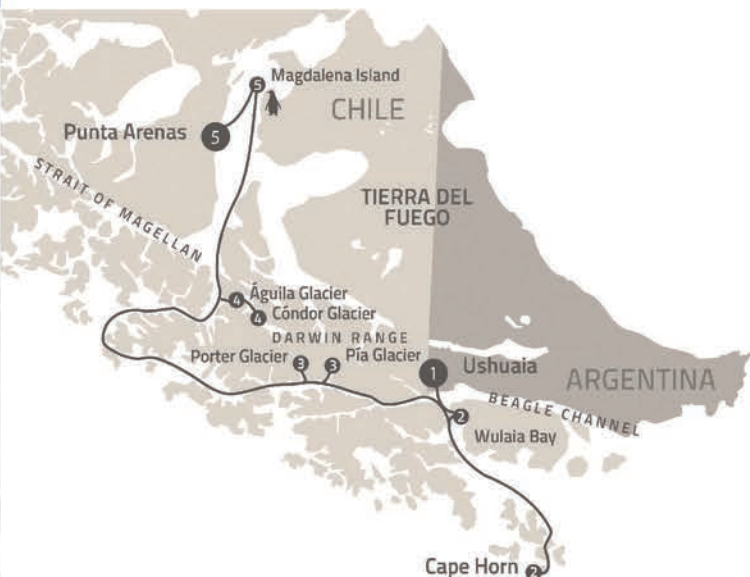 5
Magdalena Island
CHILE
Punta Arenas
5
STRAIT OF MAGELLAN
TIERRA DEL
FUEGO
4
Águila Glacier
4
Cóndor Glacier
DARWIN RANGE
Porter Glacier
3
3
Pía Glacier
1
Ushuaia
ARGENTINA
BEAGLE CHANNEL
2
Wulaia Bay
Cape Horn
2